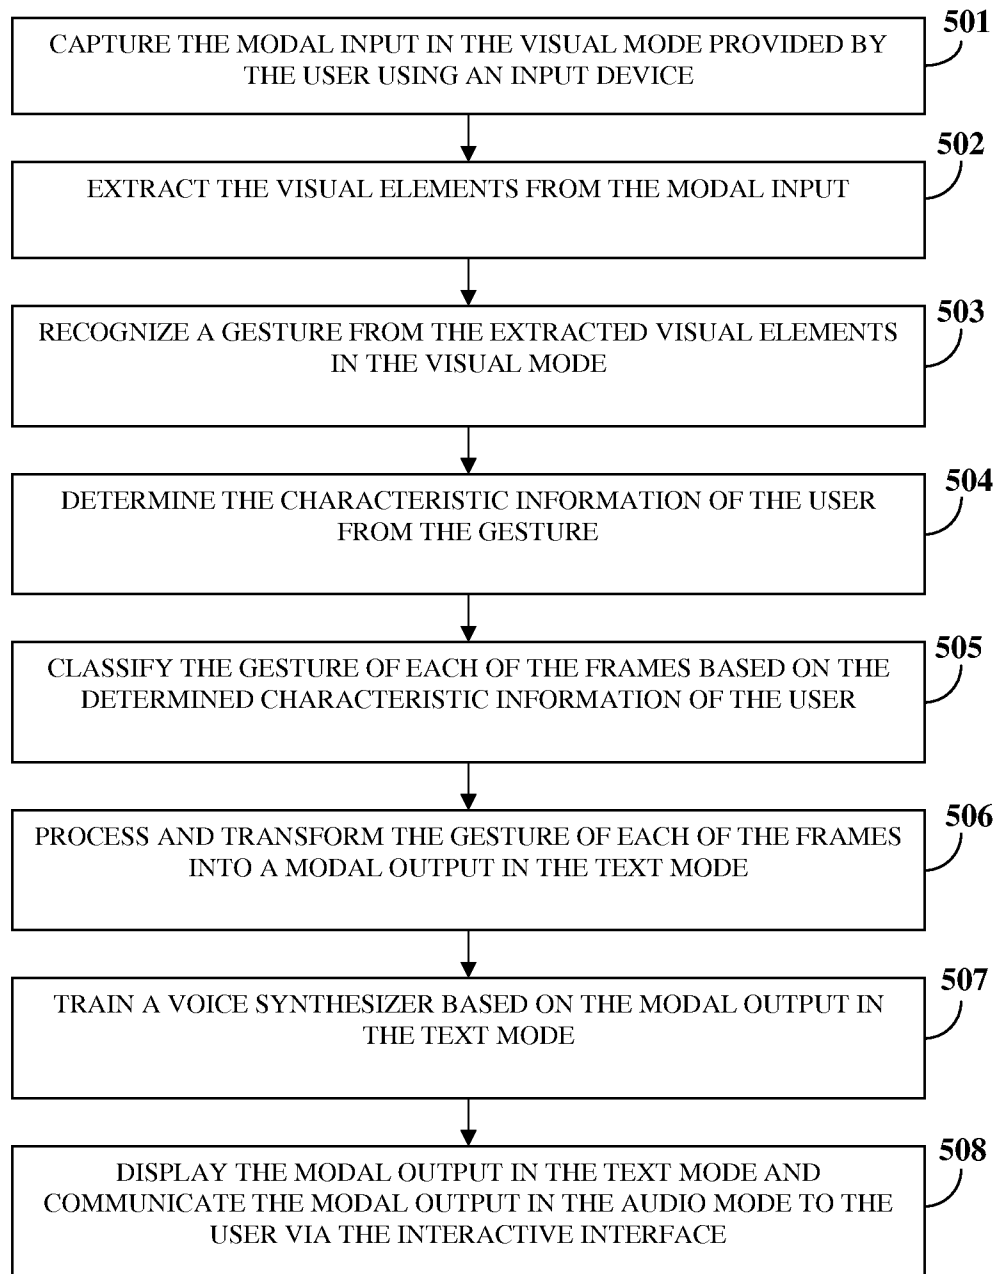 501
CAPTURE THE MODAL INPUT IN THE VISUAL MODE PROVIDED BY
THE USER USING AN INPUT DEVICE
502
EXTRACT THE VISUAL ELEMENTS FROM THE MODAL INPUT
503
RECOGNIZE A GESTURE FROM THE EXTRACTED VISUAL ELEMENTS
IN THE VISUAL MODE
504
DETERMINE THE CHARACTERISTIC INFORMATION OF THE USER
FROM THE GESTURE
505
CLASSIFY THE GESTURE OF EACH OF THE FRAMES BASED ON THE
DETERMINED CHARACTERISTIC INFORMATION OF THE USER
506
PROCESS AND TRANSFORM THE GESTURE OF EACH OF THE FRAMES
INTO A MODAL OUTPUT IN THE TEXT MODE
507
TRAIN A VOICE SYNTHESIZER BASED ON THE MODAL OUTPUT IN
THE TEXT MODE
508
DISPLAY THE MODAL OUTPUT IN THE TEXT MODE AND
COMMUNICATE THE MODAL OUTPUT IN THE AUDIO MODE TO THE
USER VIA THE INTERACTIVE INTERFACE